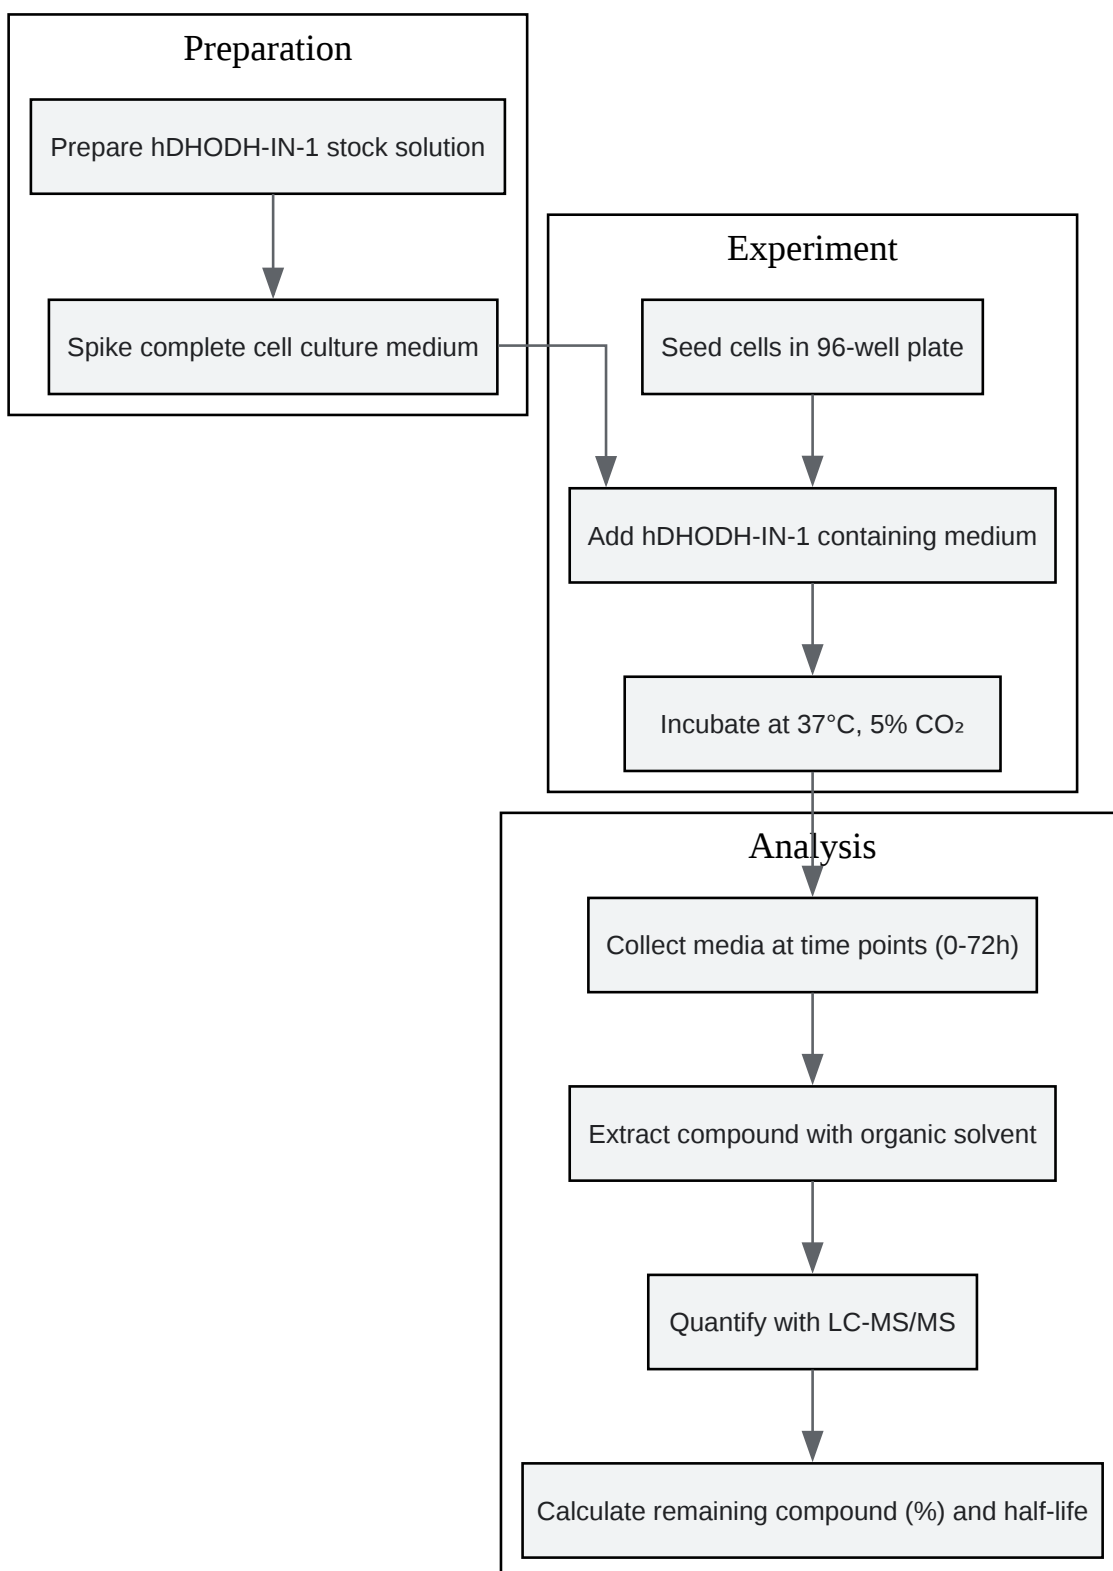 Preparation
Prepare hDHODH-IN-1 stock solution
Spike complete cell culture medium
Experiment
Seed cells in 96-well plate
Add hDHODH-IN-1 containing medium
Incubate at 37°C, 5% CO₂
Analysis
Collect media at time points (0-72h)
Extract compound with organic solvent
Quantify with LC-MS/MS
Calculate remaining compound (%) and half-life